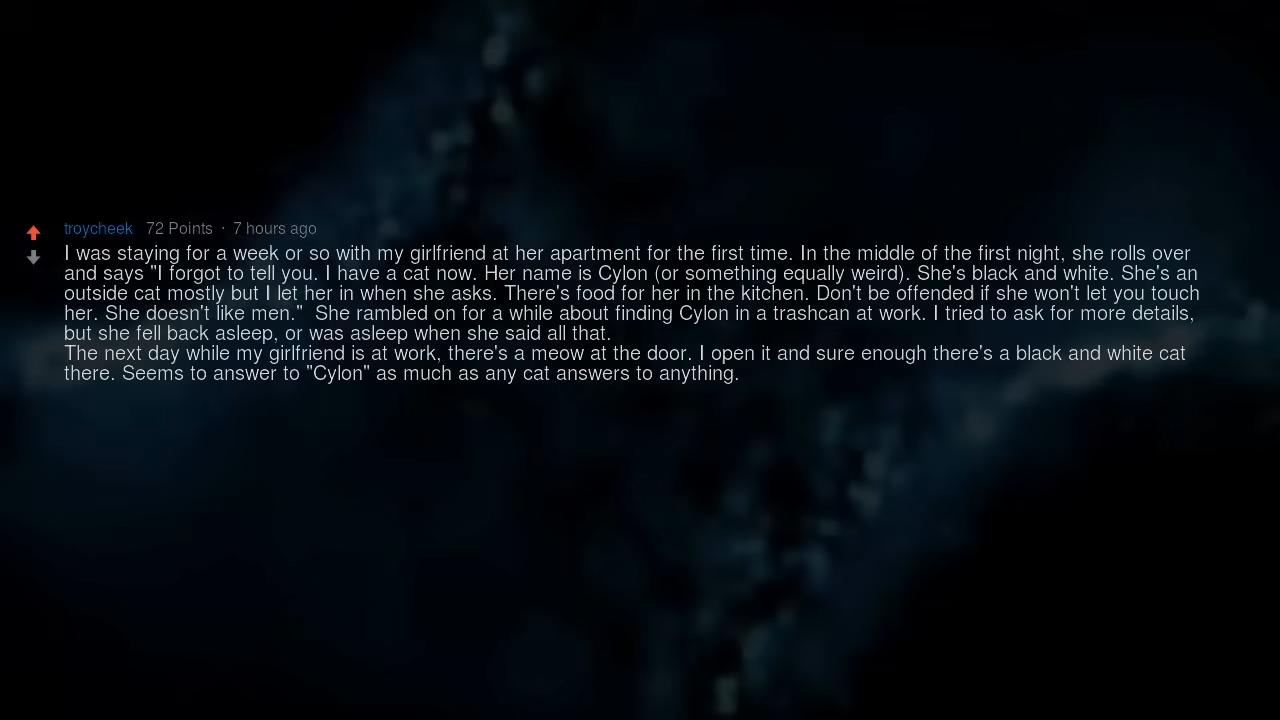 troycheek 72 Points · 7 hours ago
I was staying for a week or so with my girlfriend at her apartment for the first time. In the middle of the first night, she rolls over
and says "I forgot to tell you. I have a cat now. Her name is Cylon (or something equally weird). She's black and white. She's an
outside cat mostly but I let her in when she asks. There's food for her in the kitchen. Don't be offended if she won't let you touch
her. She doesn't like men."  She rambled on for a while about finding Cylon in a trashcan at work. I tried to ask for more details,
but she fell back asleep, or was asleep when she said all that.
The next day while my girlfriend is at work, there's a meow at the door. I open it and sure enough there's a black and white cat
there. Seems to answer to "Cylon" as much as any cat answers to anything.